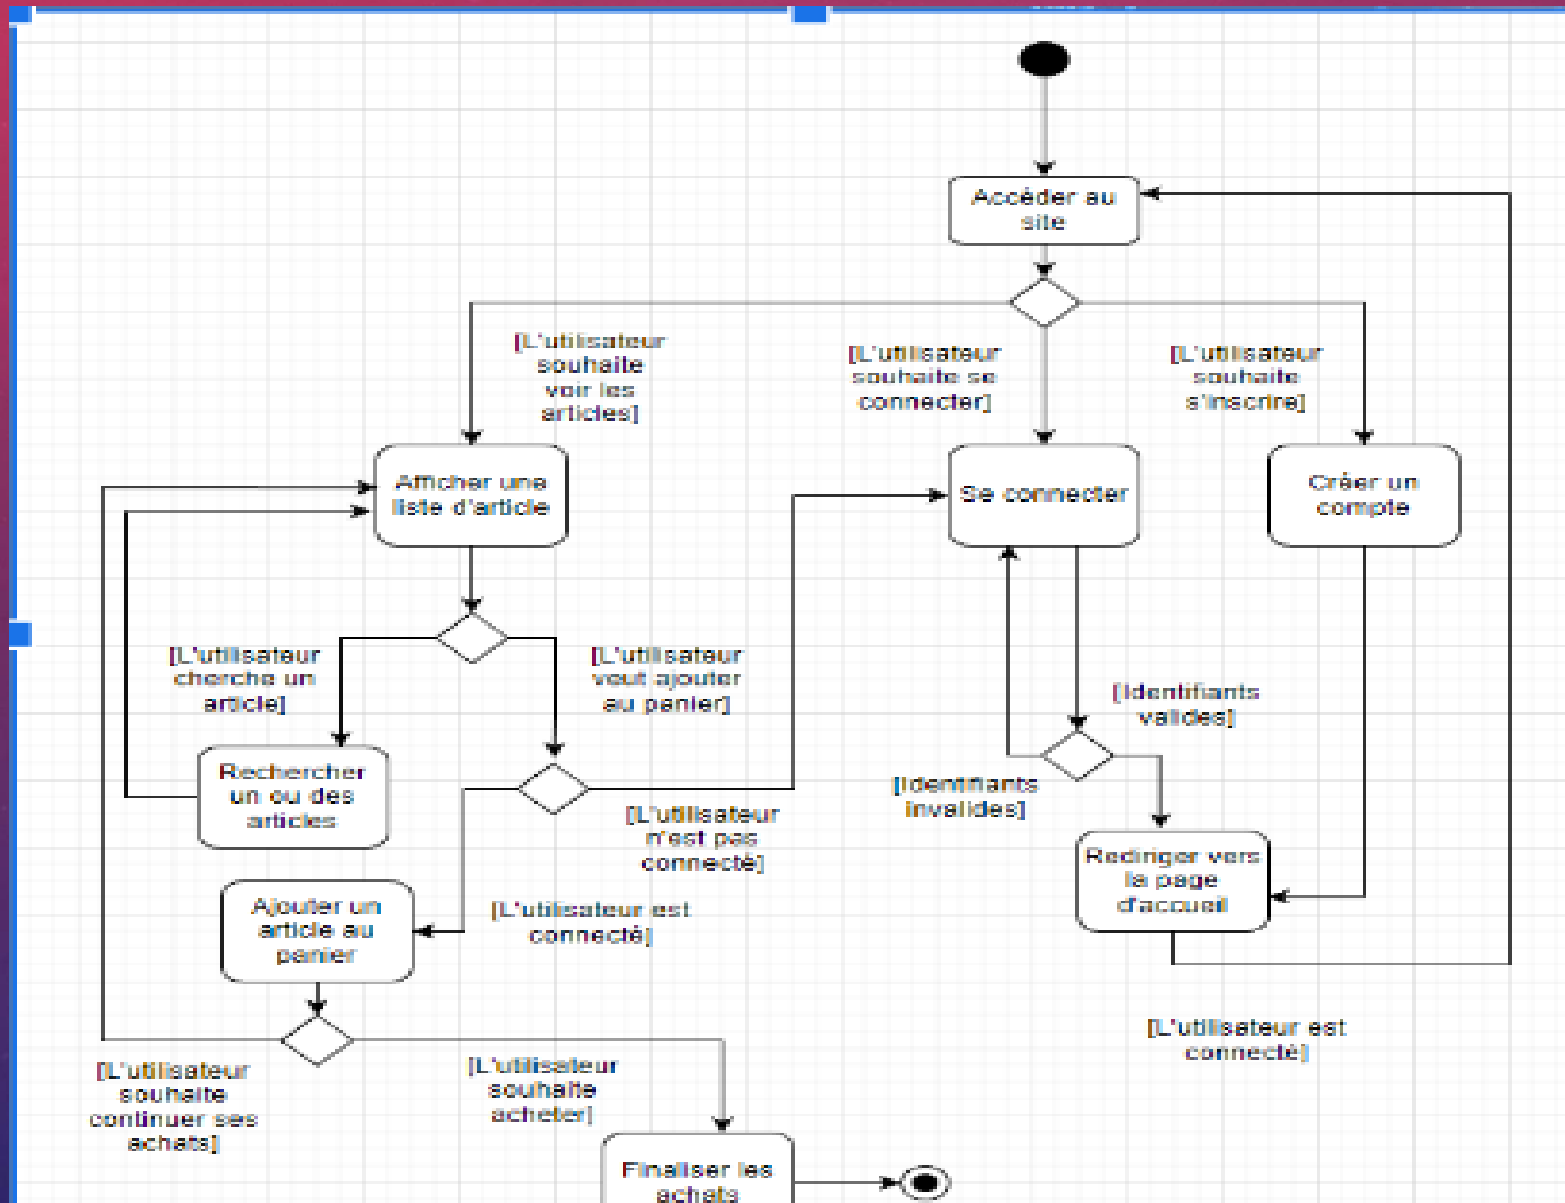 Accéder au
site
[L'utilisateur
souhaite
voir les
articles]
[L'utilisateur
souhaite se
connecter]
[L'utilisateur
souhaite
s'inscrire]
Afficher une
liste d'article
Se connecter
Créer un
compte
[L'utilisateur
cherche un
article]
[L'utilisateur
veut ajouter
au panier]
[Identifiants
valides]
Rechercher
un ou des
articles
[Identifiants
invalides]
[L'utilisateur
n'est pas
connecté]
Rediriger vers
la page
d'accueil
Ajouter un
article au
panier
[L'utilisateur est
connecté]
[L'utilisateur est
connecté]
[L'utilisateur
souhaite
continuer ses
achats]
[L'utilisateur
souhaite
acheter]
Finaliser les
achats